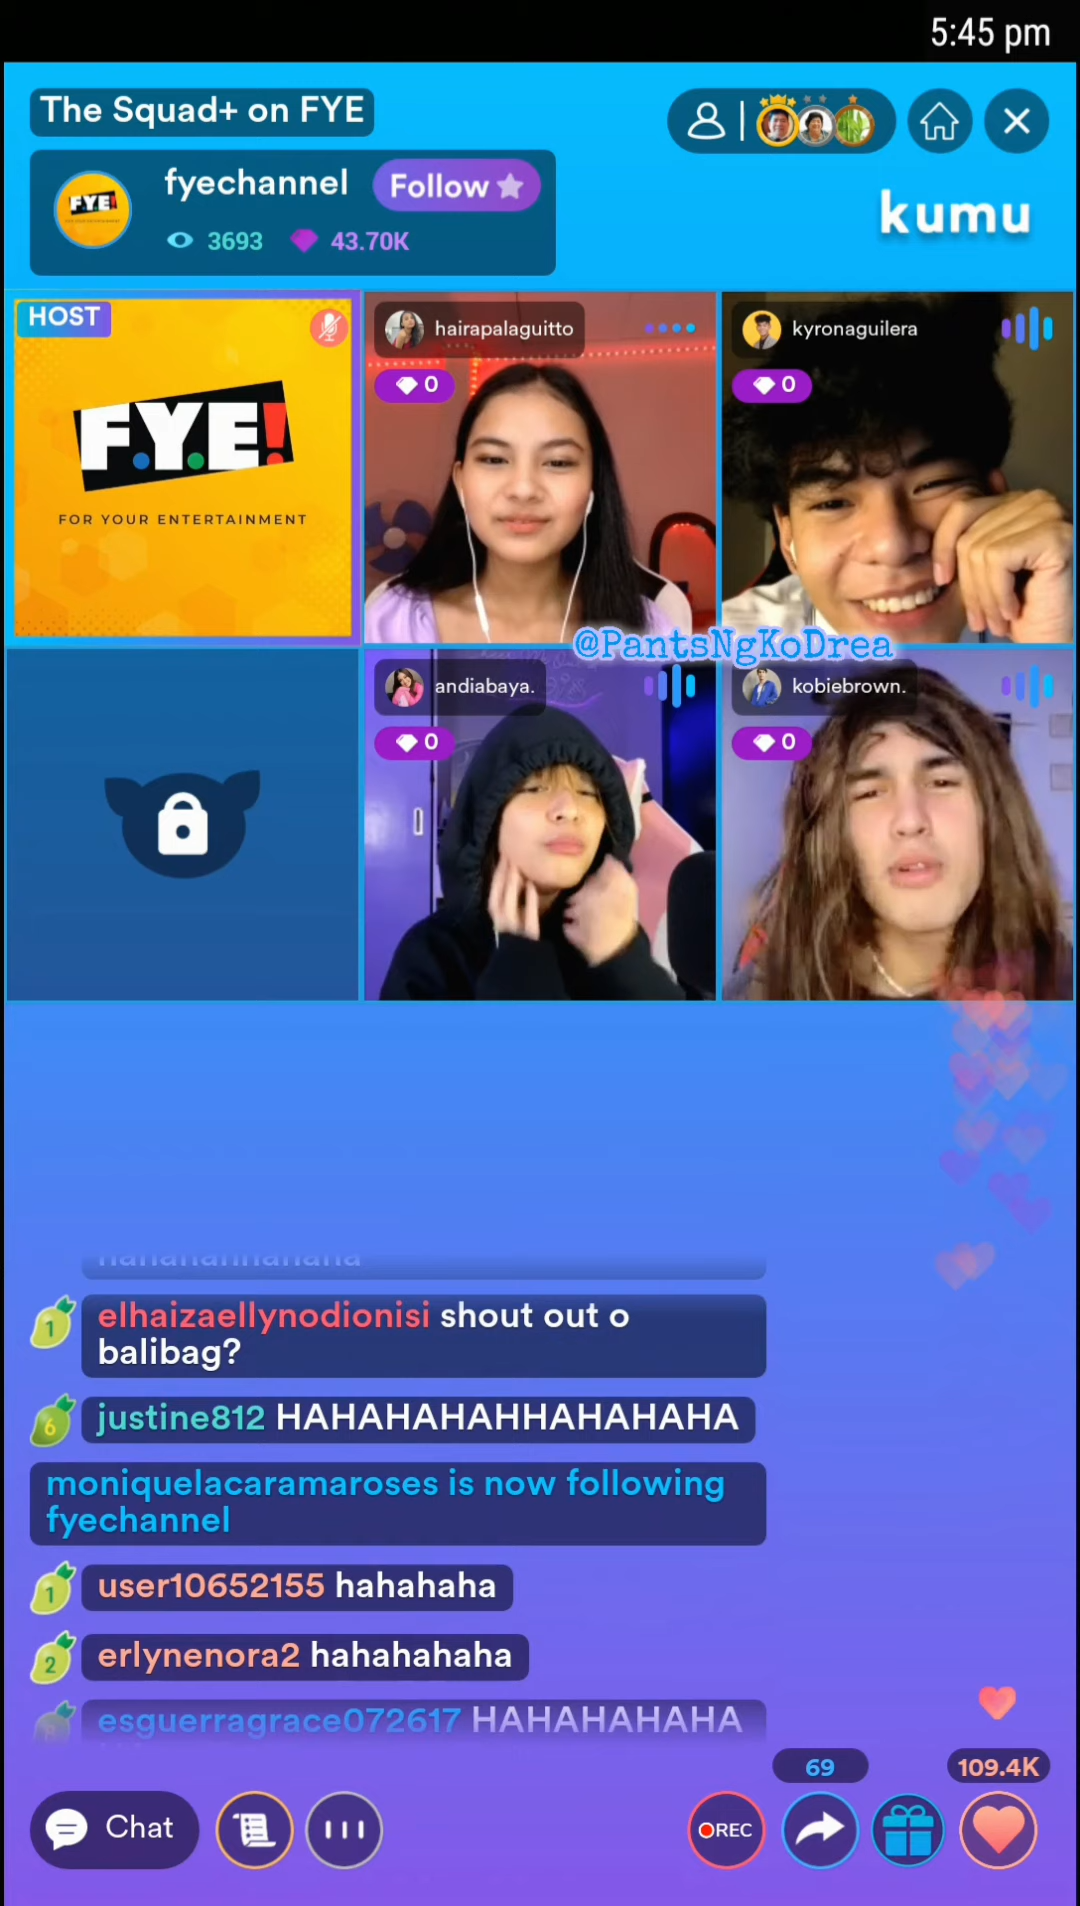 5:45 pm
The Squad+ on FYE
fyechannel
Follow
3693
43.70K
kumu
HOST
F.Y.E!
FOR YOUR ENTERTAINMENT
hairapalaguitto
0
kyronaguilera
0
@PantsNgKoDrea
andiabaya.
0
kobiebrown.
0
hahahahhahaha
1
elhaizaellynodionisi shout out o
balibag?
6
justine812 HAHAHAHAHHAHAHAHA
moniquelacaramaroses is now following
fyechannel
1
user10652155 hahahaha
2
erlynenora2 hahahahaha
esguerragrace072617 HAHAHAHAHA
69
109.4K
Chat
REC